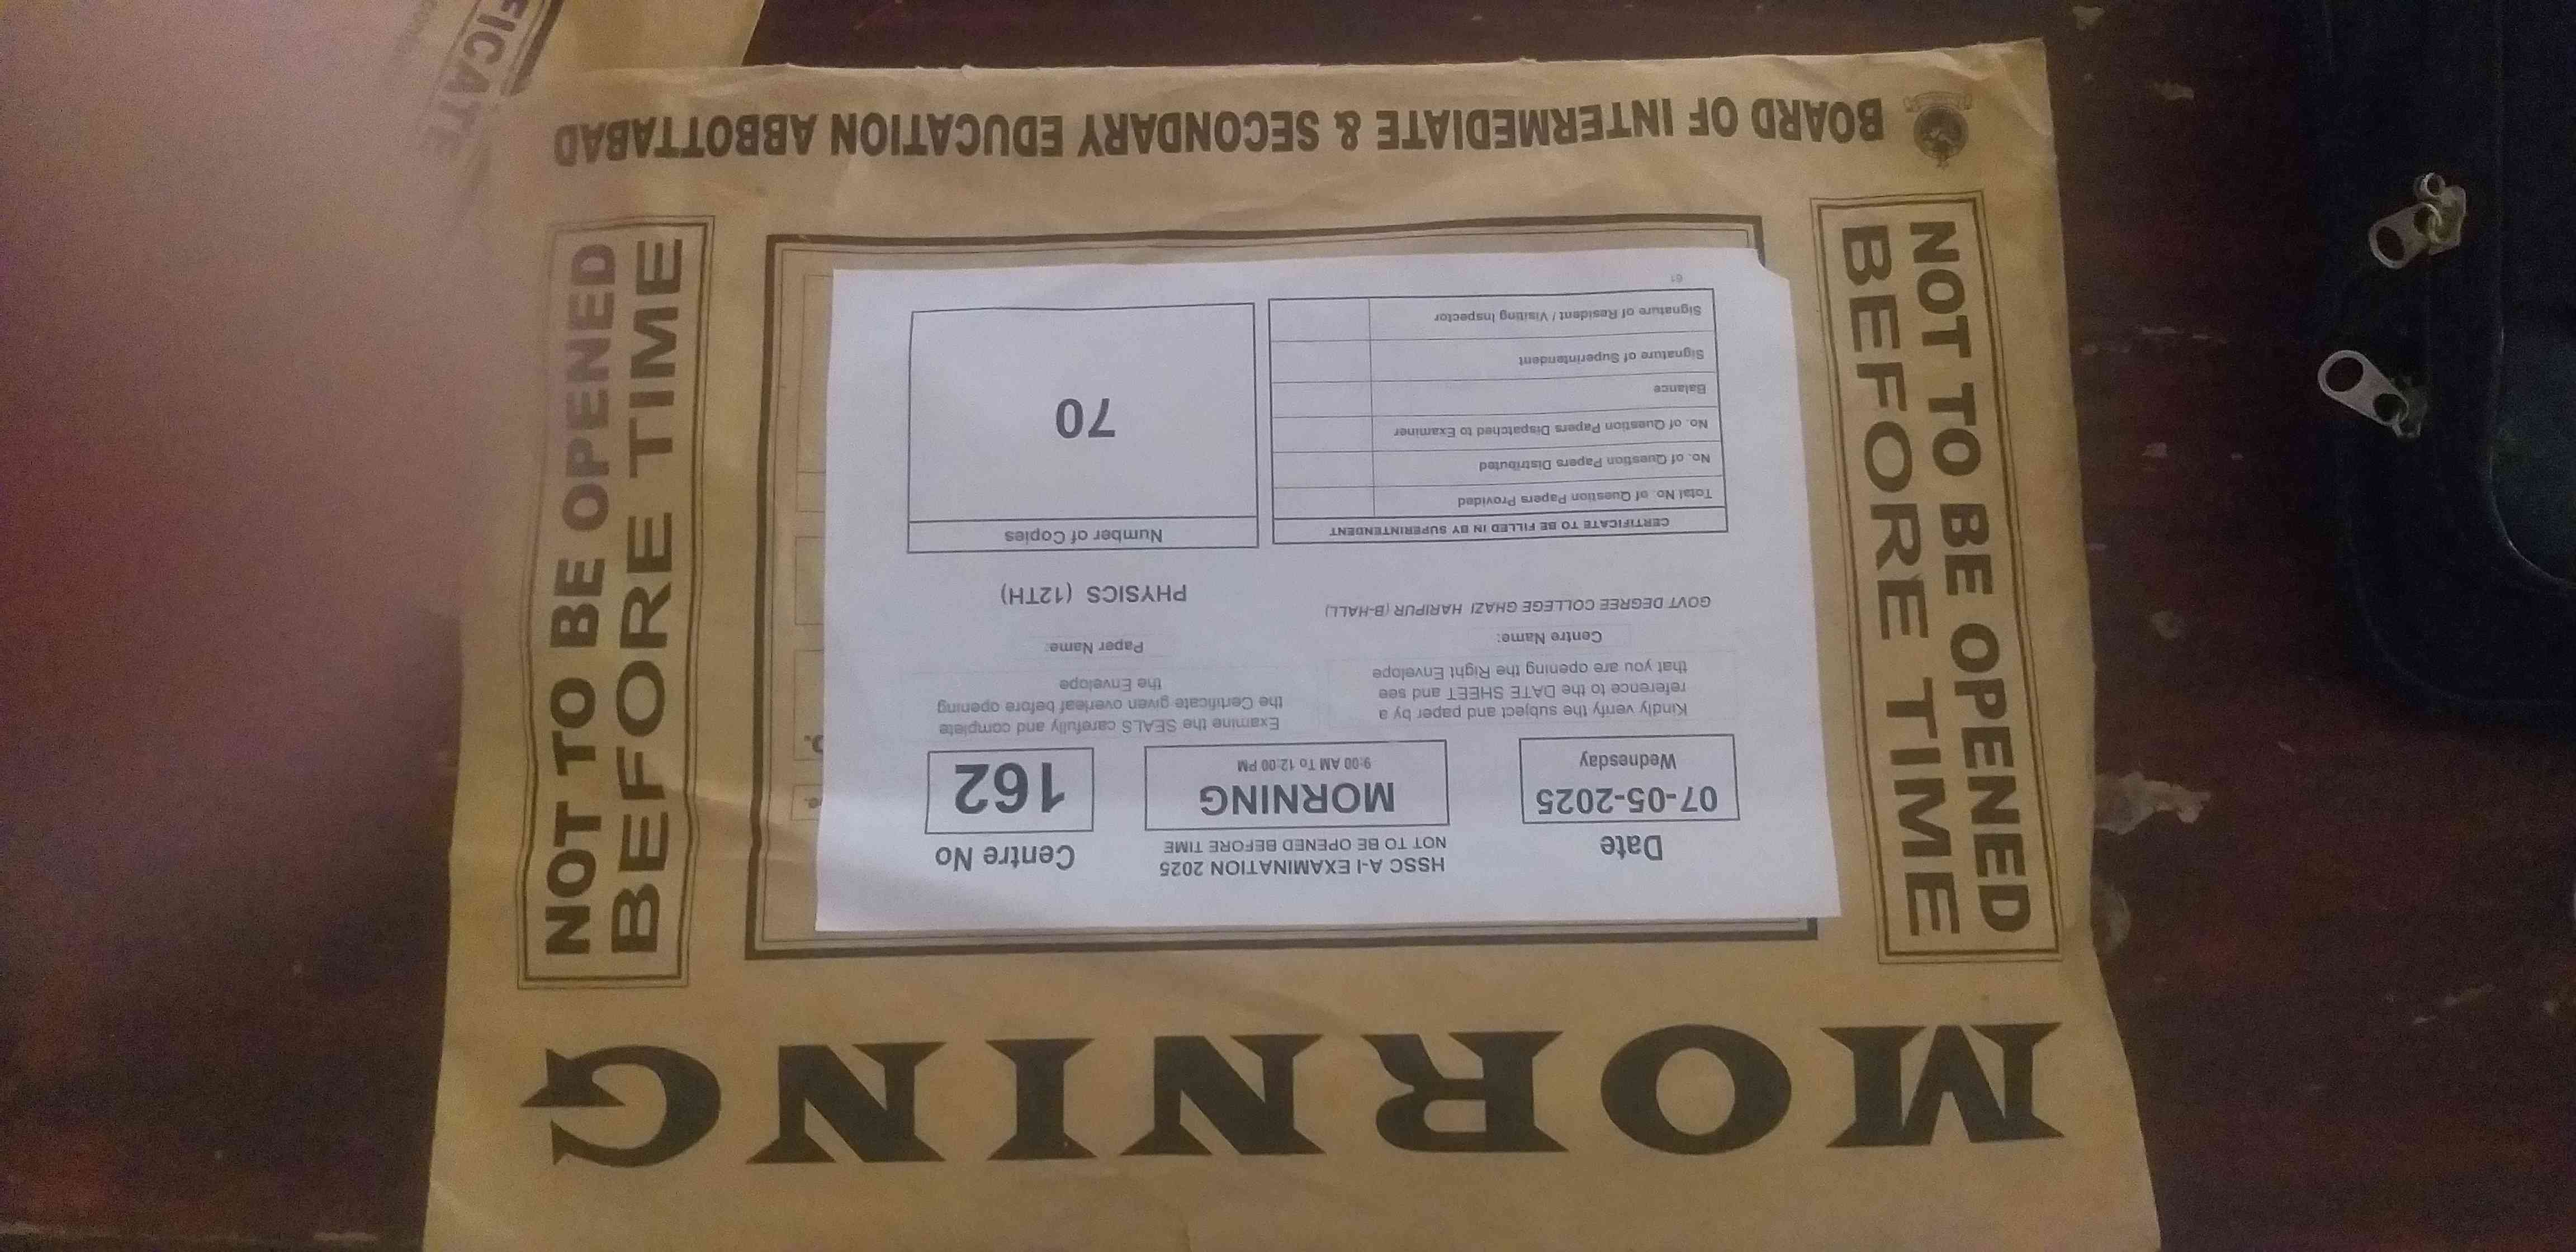 MORNING
NOT TO BE OPENED
BEFORE TIME
NOT TO BE OPENED
BEFORE TIME
HSSC A-I EXAMINATION 2025
NOT TO BE OPENED BEFORE TIME
Date
07-05-2025
Wednesday
MORNING
9:00 AM To 12:00 PM
Centre No
162
Kindly verify the subject and paper by a
reference to the DATE SHEET and see
that you are opening the Right Envelope
Examine the SEALS carefully and complete
the Certificate given overleaf before opening
the Envelope
Centre Name:
GOVT DEGREE COLLEGE GHAZI HARIPUR (B-HALL)
Paper Name:
PHYSICS (12TH)
CERTIFICATE TO BE FILLED IN BY SUPERINTENDENT
Total No. of Question Papers Provided
No. of Question Papers Distributed
No. of Question Papers Dispatched to Examiner
Balance
Signature of Superintendent
Signature of Resident / Visiting Inspector
61
Number of Copies
70
BOARD OF INTERMEDIATE & SECONDARY EDUCATION ABBOTTABAD